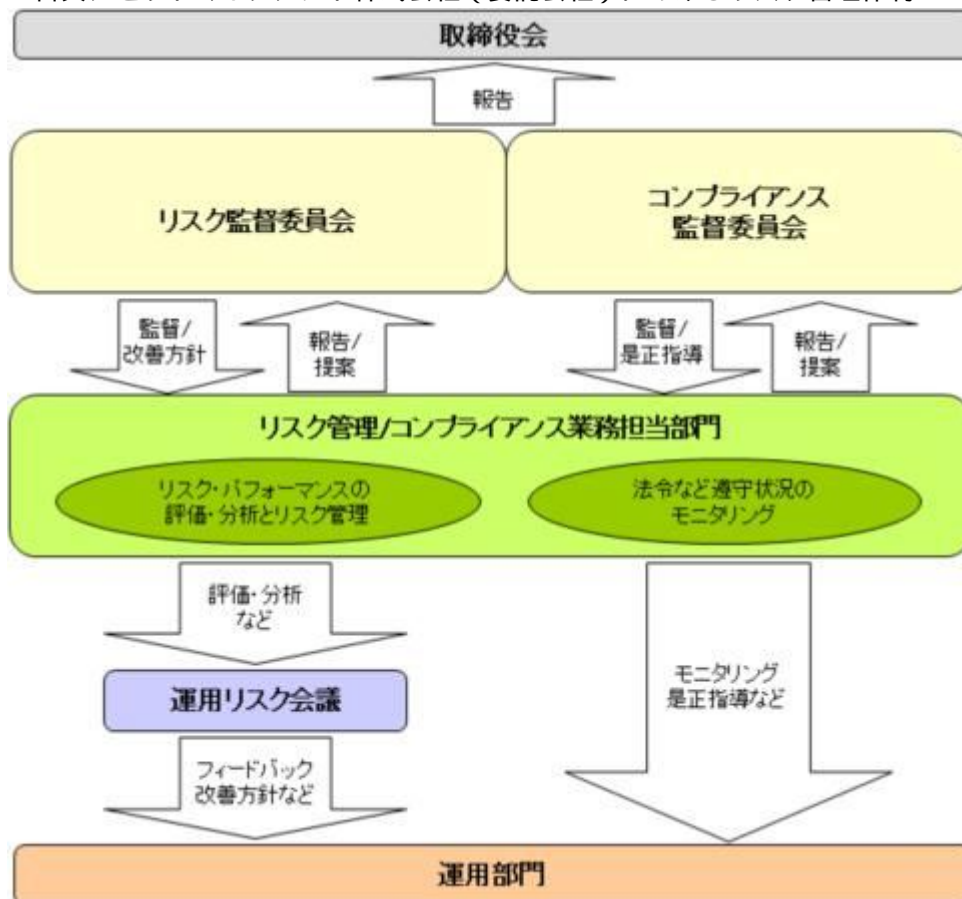 取締役会
報告
リスク監督委員会
コンプライアンス
監督委員会
監督/
改善方針
報告/
提案
監督/
是正指導
報告/
提案
リスク管理/コンプライアンス業務担当部門
リスク・パフォーマンスの
評価・分析とリスク管理
法令など遵守状況の
モニタリング
評価・分析
など
運用リスク会議
モニタリング
是正指導など
フィードバック
改善方針など
運用部門